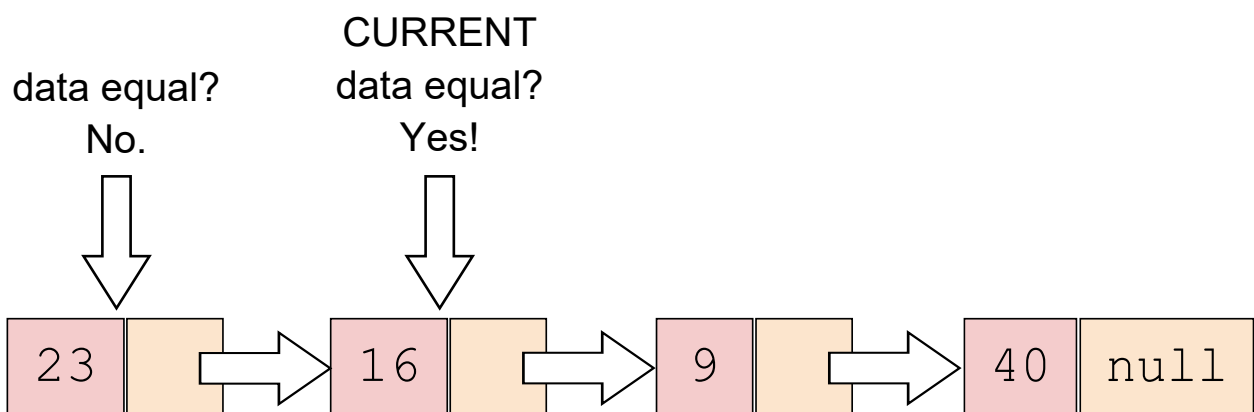 CURRENT
data equal?
No.
data equal?
Yes!
23
16
9
40 null